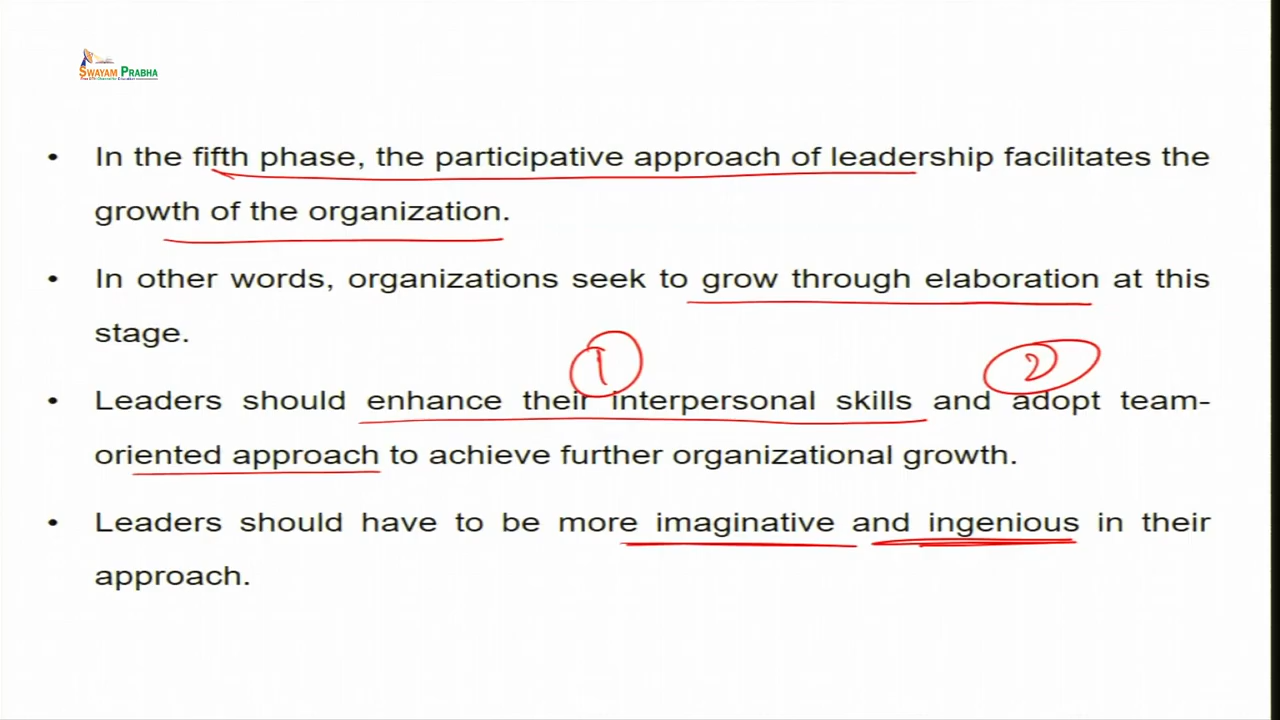 SWAYAM PRABHA
• In the fifth phase, the participative approach of leadership facilitates the
growth of the organization.
• In other words, organizations seek to grow through elaboration at this
stage.
1 2
• Leaders should enhance their interpersonal skills and adopt team-
oriented approach to achieve further organizational growth.
• Leaders should have to be more imaginative and ingenious in their
approach.